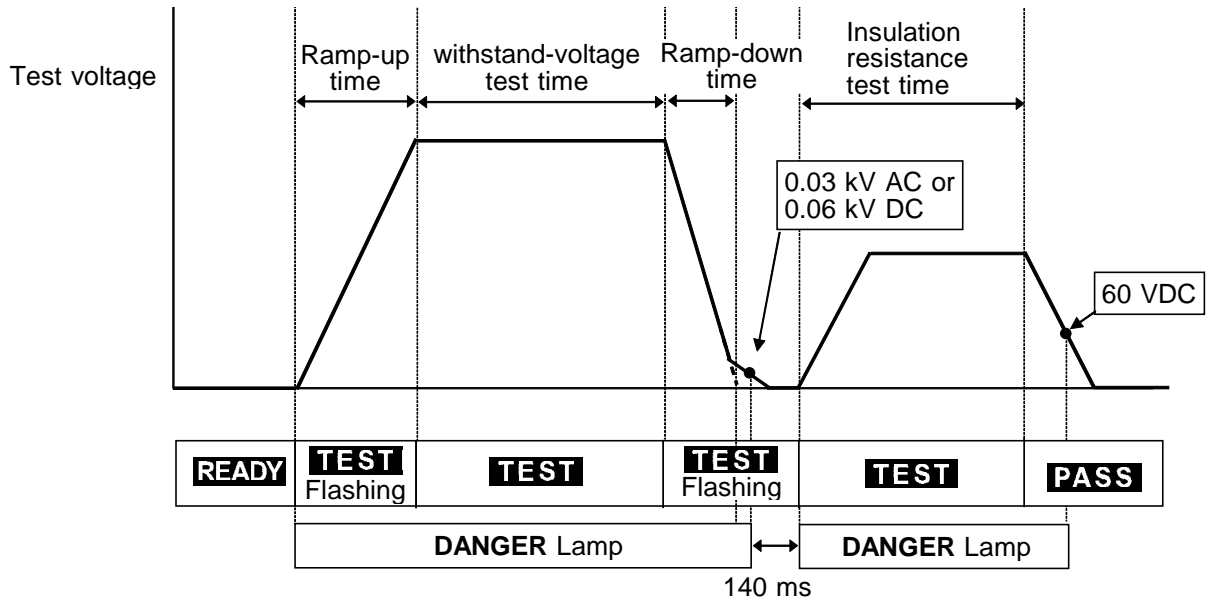 Test voltage
Ramp-up
time
withstand-voltage
test time
Ramp-down
time
Insulation
resistance
test time
0.03 kV AC or
0.06 kV DC
60 VDC
READY
TEST
Flashing
TEST
TEST
Flashing
TEST
PASS
DANGER Lamp
DANGER Lamp
140 ms